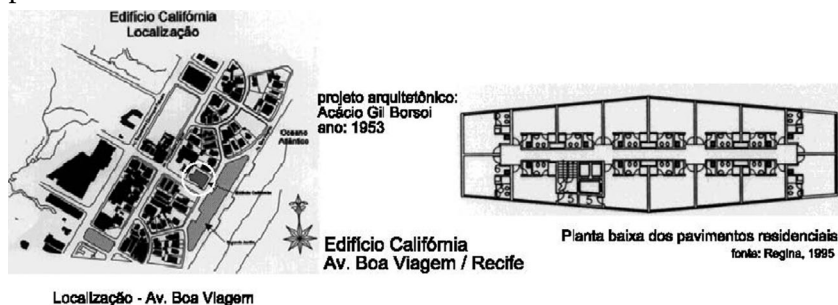 Edifício Califórnia
Localização
Oceano
Atlântico
projeto arquitetônico:
Acácio Gil Borsoi
ano: 1953
Edifício Califórnia
Av. Boa Viagem / Recife
Planta baixa dos pavimentos residenciais
fonte: Regina, 1995
Localização - Av. Boa Viagem